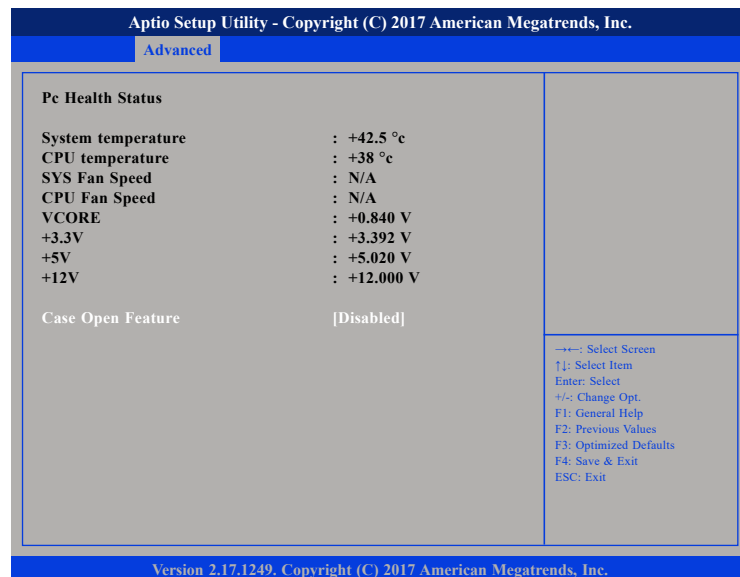 Aptio Setup Utility - Copyright (C) 2017 American Megatrends, Inc.
Advanced
Pc Health Status
System temperature : +42.5 °c
CPU temperature : +38 °c
SYS Fan Speed : N/A
CPU Fan Speed : N/A
VCORE : +0.840 V
+3.3V : +3.392 V
+5V : +5.020 V
+12V : +12.000 V
Case Open Feature [Disabled]
→←: Select Screen
↑↓: Select Item
Enter: Select
+/-: Change Opt.
F1: General Help
F2: Previous Values
F3: Optimized Defaults
F4: Save & Exit
ESC: Exit
Version 2.17.1249. Copyright (C) 2017 American Megatrends, Inc.